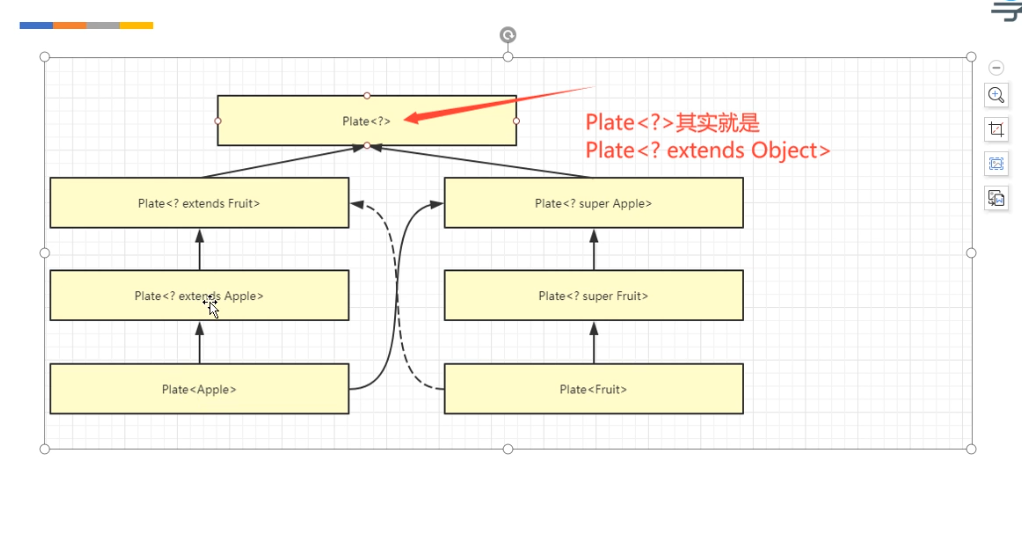 Plate<?>
Plate<?>其实就是
Plate<? extends Object>
Plate<? extends Fruit>
Plate<? super Apple>
Plate<? extends Apple>
Plate<? super Fruit>
Plate<Apple>
Plate<Fruit>